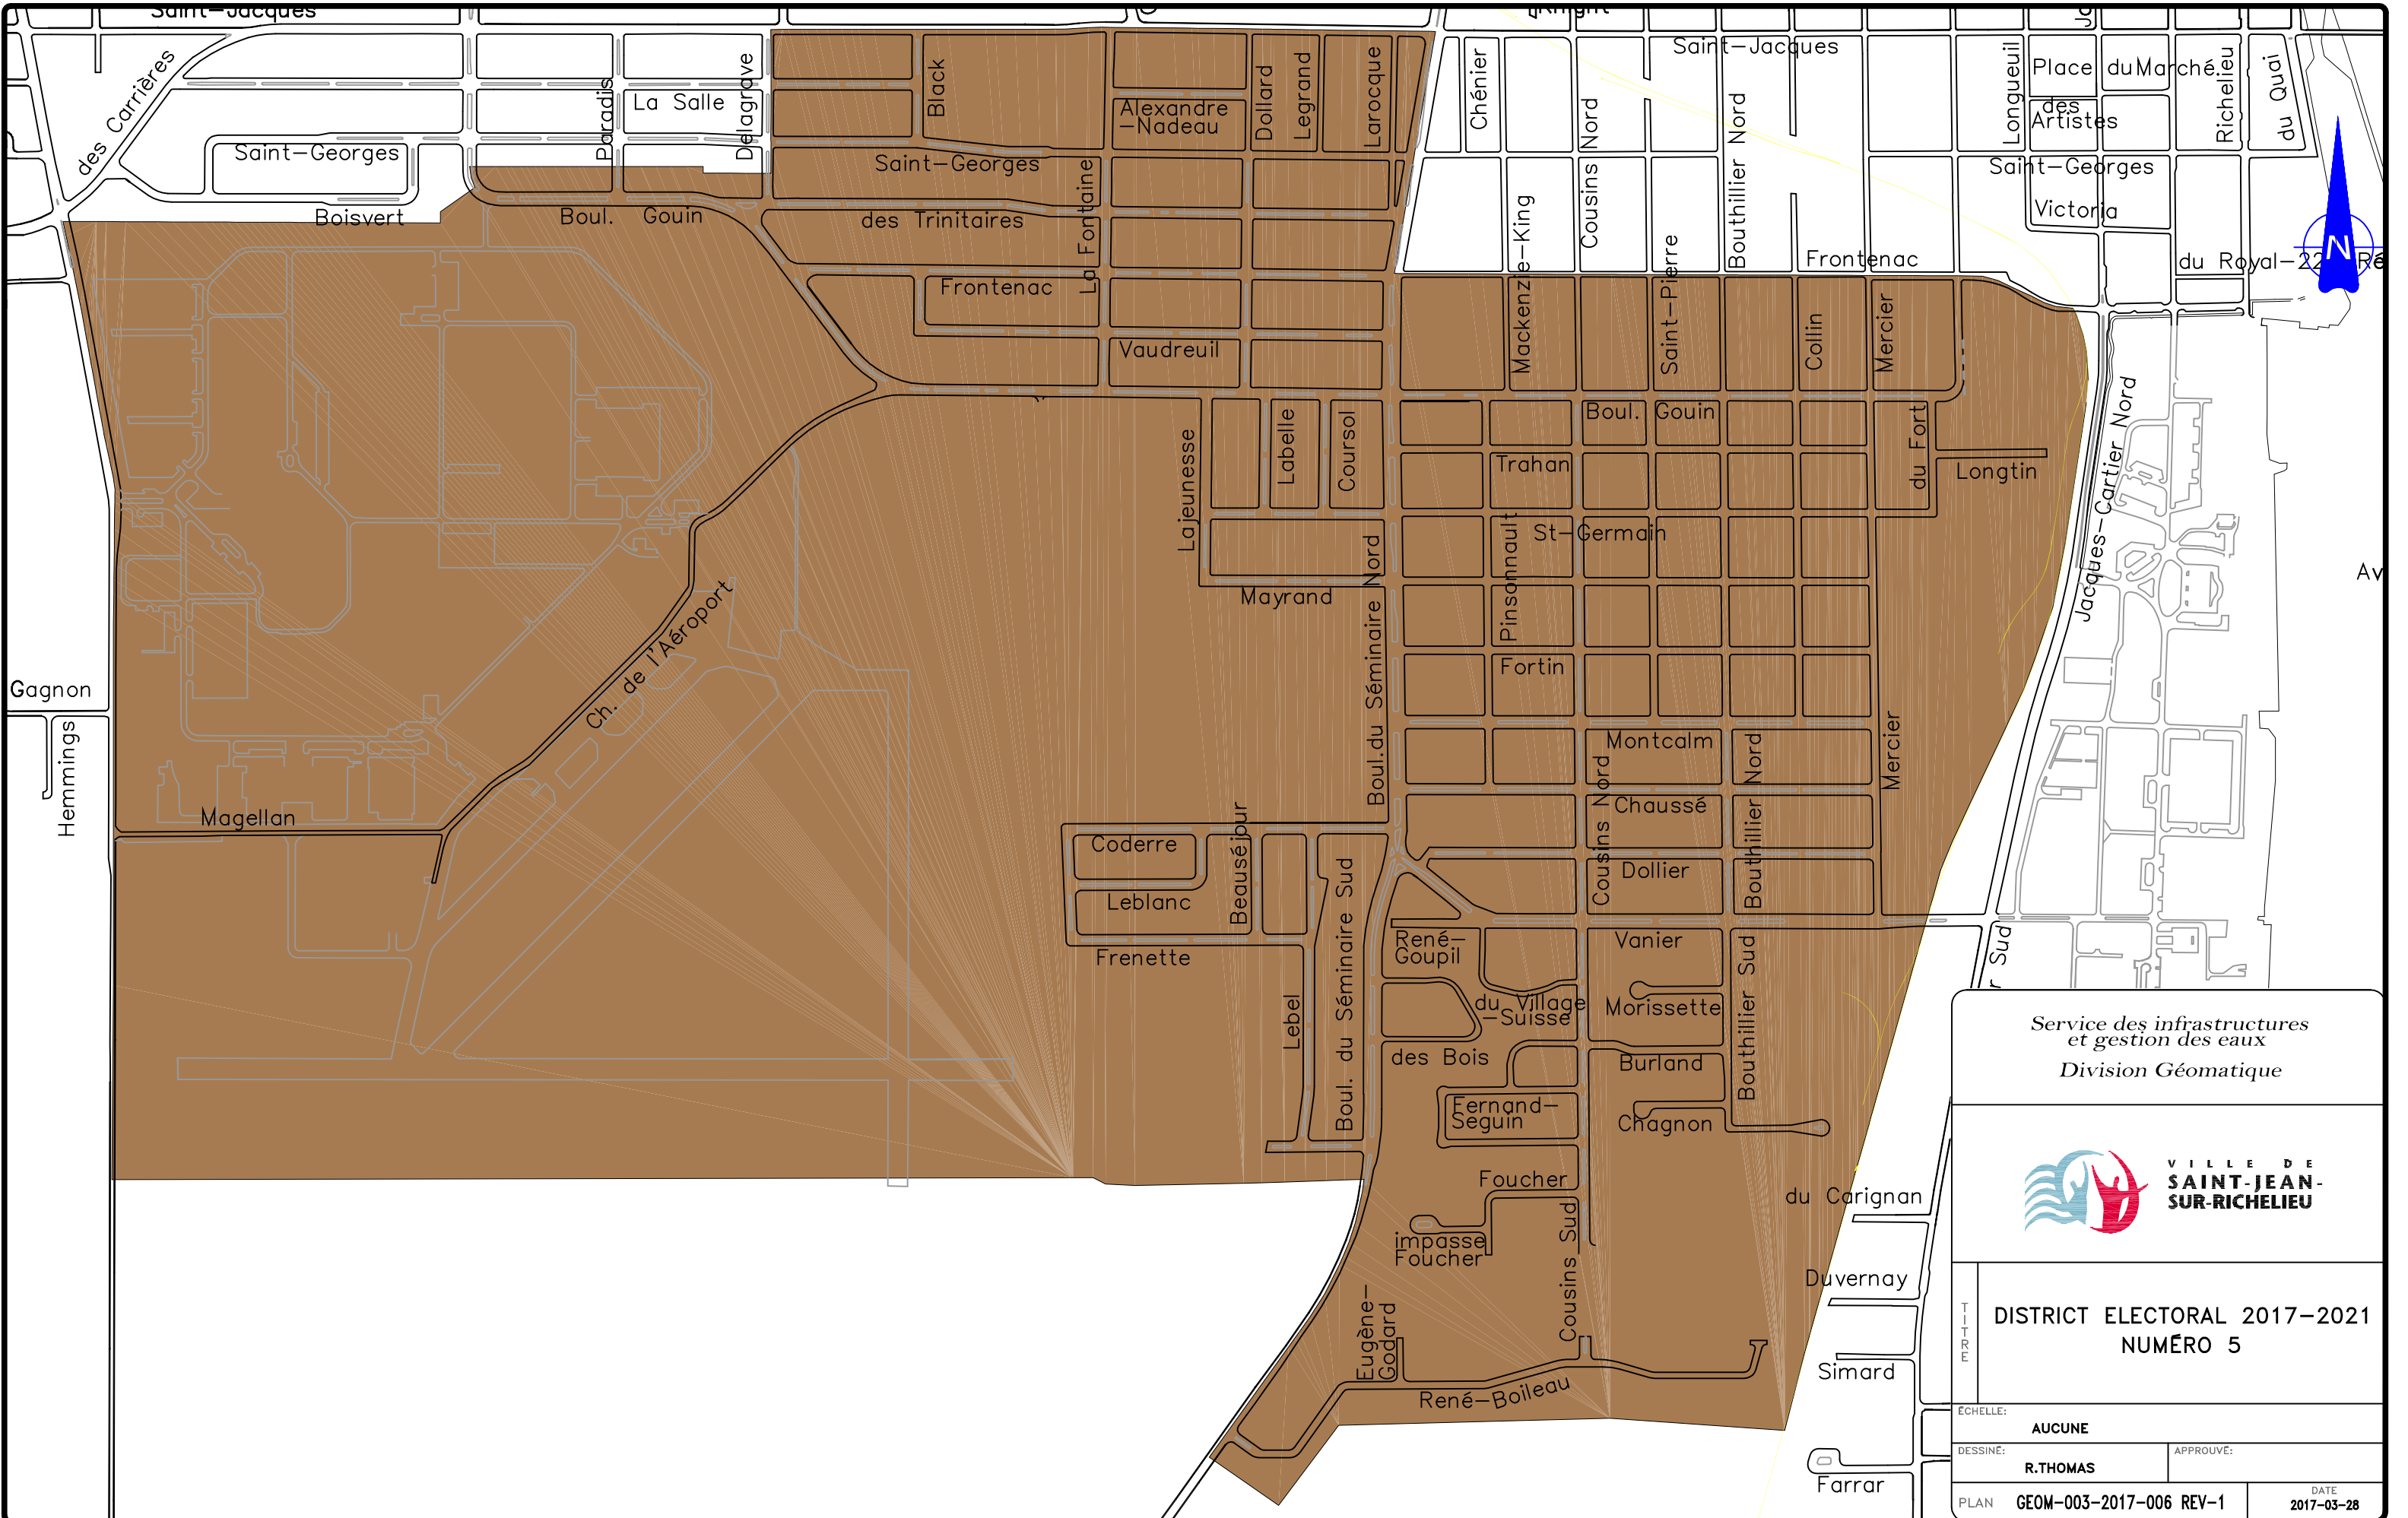 Saint-Jacques
Knight
Saint-Jacques
des Carrières
Paradis
La Salle
Delagrave
Black
Alexandre
-Nadeau
Dollard
Legrand
Larocque
Chénier
Cousins Nord
Bouthillier Nord
Longueuil
Place du Marché
des
Artistes
Richelieu
du Quai
Saint-Georges
Saint-Georges
Saint-Georges
Boisvert
Boul. Gouin
des Trinitaires
La Fontaine
Mackenzie-King
Saint-Pierre
Victoria
Frontenac
N
Frontenac
Vaudreuil
Collin
Mercier
Boul. Gouin
Lajeunesse
Labelle
Coursol
Trahan
du Fort
Longtin
Jacques-Cartier Nord
St-Germain
Pinsonnault
Mayrand
Boul.du Séminaire Nord
Ch. de l'Aéroport
Fortin
Gagnon
Hemmings
Montcalm
Mercier
Magellan
Cousins Nord
Chaussé
Bouthillier Nord
Coderre
Beauséjour
Leblanc
Dollier
Frenette
Boul. du Séminaire Sud
René-
Goupil
Vanier
Bouthillier Sud
Lebel
du Village
-Suisse
Morissette
des Bois
Burland
Fernand-
Seguin
Chagnon
Foucher
impasse
Foucher
Cousins Sud
du Carignan
Duvernay
Eugène-
Godard
René-Boileau
Simard
Farrar
Service des infrastructures
et gestion des eaux
Division Géomatique
VILLE DE
SAINT-JEAN-
SUR-RICHELIEU
TITRE
DISTRICT ELECTORAL 2017-2021
NUMÉRO 5
ÉCHELLE:
AUCUNE
DESSINÉ:
R.THOMAS
APPROUVÉ:
PLAN GEOM-003-2017-006 REV-1
DATE
2017-03-28